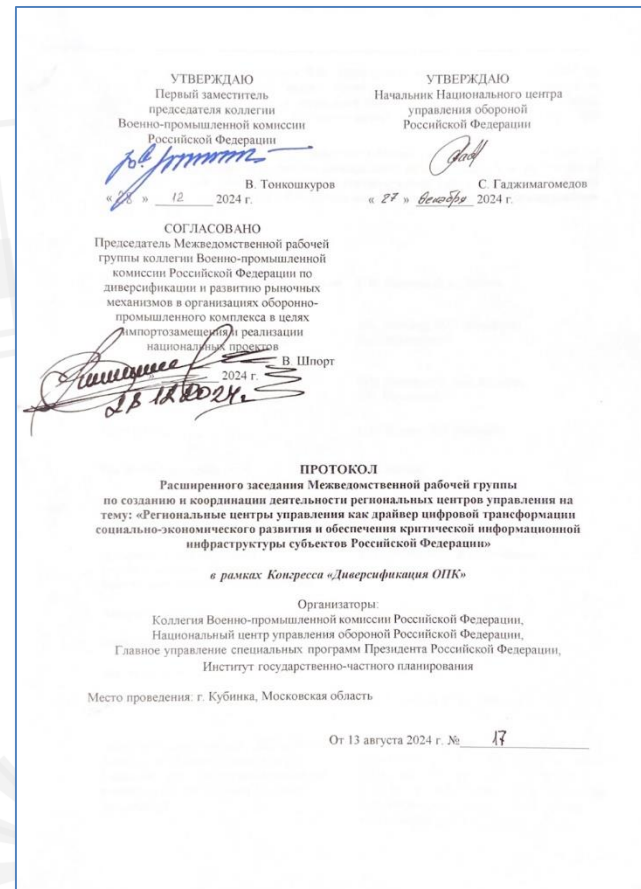 УТВЕРЖДАЮ
Первый заместитель
председателя коллегии
Военно-промышленной комиссии
Российской Федерации
В. Тонкошкуров
« 28 » 12 2024 г.
УТВЕРЖДАЮ
Начальник Национального центра
управления обороной
Российской Федерации
С. Гаджимагомедов
« 27 » декабря 2024 г.
СОГЛАСОВАНО
Председатель Межведомственной рабочей
группы коллегии Военно-промышленной
комиссии Российской Федерации по
диверсификации и развитию рыночных
механизмов в организациях оборонно-
промышленного комплекса в целях
импортозамещения и реализации
национальных проектов
В. Шпорт
2024 г.
28.12.2024.
ПРОТОКОЛ
Расширенного заседания Межведомственной рабочей группы
по созданию и координации деятельности региональных центров управления на
тему: «Региональные центры управления как драйвер цифровой трансформации
социально-экономического развития и обеспечения критической информационной
инфраструктуры субъектов Российской Федерации»
в рамках Конгресса «Диверсификация ОПК»
Организаторы:
Коллегия Военно-промышленной комиссии Российской Федерации,
Национальный центр управления обороной Российской Федерации,
Главное управление специальных программ Президента Российской Федерации,
Институт государственно-частного планирования
Место проведения: г. Кубинка, Московская область
От 13 августа 2024 г. № 17